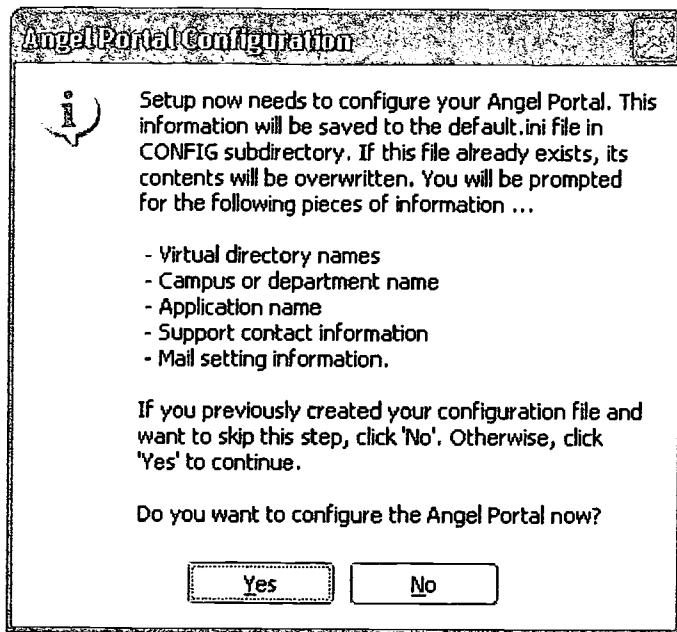 Angel Portal Configuration
Setup now needs to configure your Angel Portal. This
information will be saved to the default.ini file in
CONFIG subdirectory. If this file already exists, its
contents will be overwritten. You will be prompted
for the following pieces of information ...
- Virtual directory names
- Campus or department name
- Application name
- Support contact information
- Mail setting information.
If you previously created your configuration file and
want to skip this step, click 'No'. Otherwise, click
'Yes' to continue.
Do you want to configure the Angel Portal now?
Yes
No